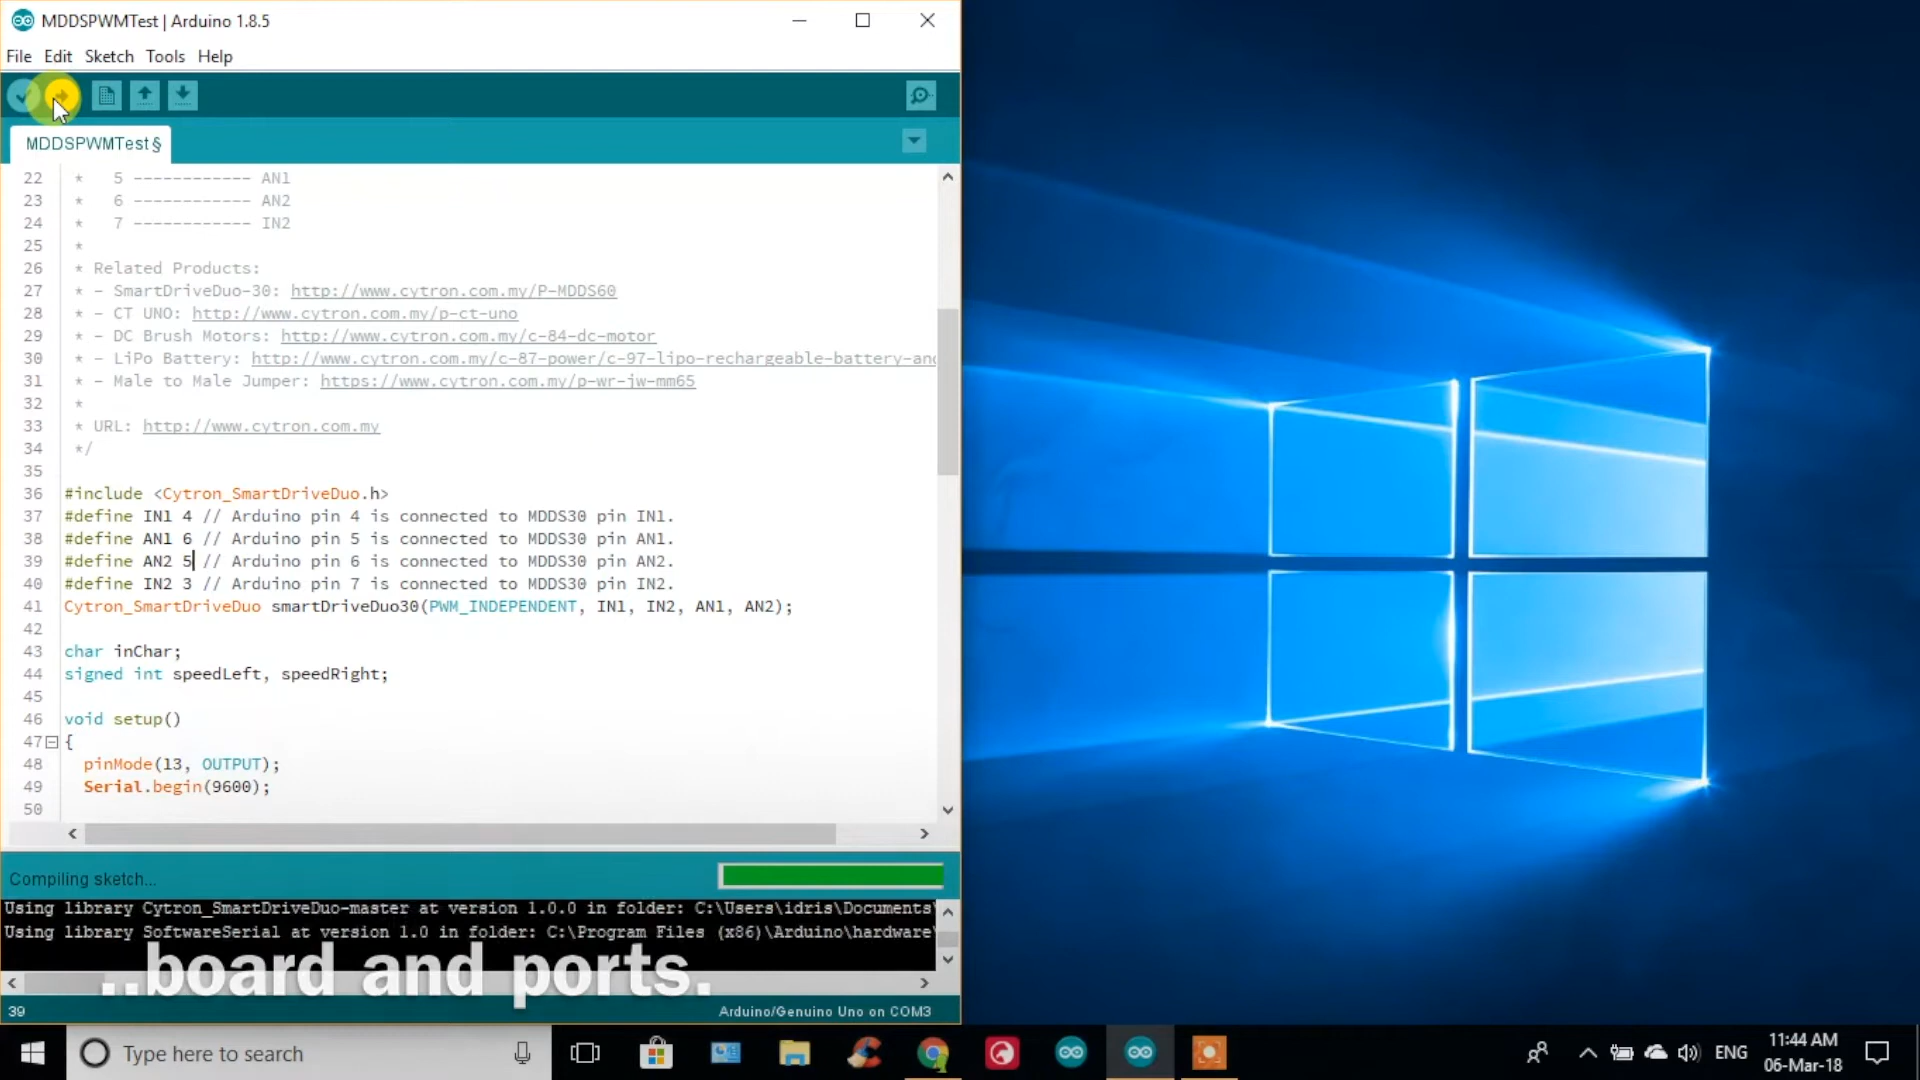 MDDSPWMTest | Arduino 1.8.5
File Edit Sketch Tools Help
MDDSPWMTest §
22 * 5 ------------ AN1
23 * 6 ------------ AN2
24 * 7 ------------ IN2
25 *
26 * Related Products:
27 * - SmartDriveDuo-30: http://www.cytron.com.my/P-MDDS60
28 * - CT UNO: http://www.cytron.com.my/p-ct-uno
29 * - DC Brush Motors: http://www.cytron.com.my/c-84-dc-motor
30 * - LiPo Battery: http://www.cytron.com.my/c-87-power/c-97-lipo-rechargeable-battery-and
31 * - Male to Male Jumper: https://www.cytron.com.my/p-wr-jw-mm65
32 *
33 * URL: http://www.cytron.com.my
34 */
35
36 #include <Cytron_SmartDriveDuo.h>
37 #define IN1 4 // Arduino pin 4 is connected to MDDS30 pin IN1.
38 #define AN1 6 // Arduino pin 5 is connected to MDDS30 pin AN1.
39 #define AN2 5 // Arduino pin 6 is connected to MDDS30 pin AN2.
40 #define IN2 3 // Arduino pin 7 is connected to MDDS30 pin IN2.
41 Cytron_SmartDriveDuo smartDriveDuo30(PWM_INDEPENDENT, IN1, IN2, AN1, AN2);
42
43 char inChar;
44 signed int speedLeft, speedRight;
45
46 void setup()
47 {
48 pinMode(13, OUTPUT);
49 Serial.begin(9600);
50
Compiling sketch...
Using library Cytron_SmartDriveDuo-master at version 1.0.0 in folder: C:\Users\idris\Documents\
Using library SoftwareSerial at version 1.0 in folder: C:\Program Files (x86)\Arduino\hardware\
..board and ports.
39 Arduino/Genuino Uno on COM3
Type here to search
ENG
11:44 AM
06-Mar-18